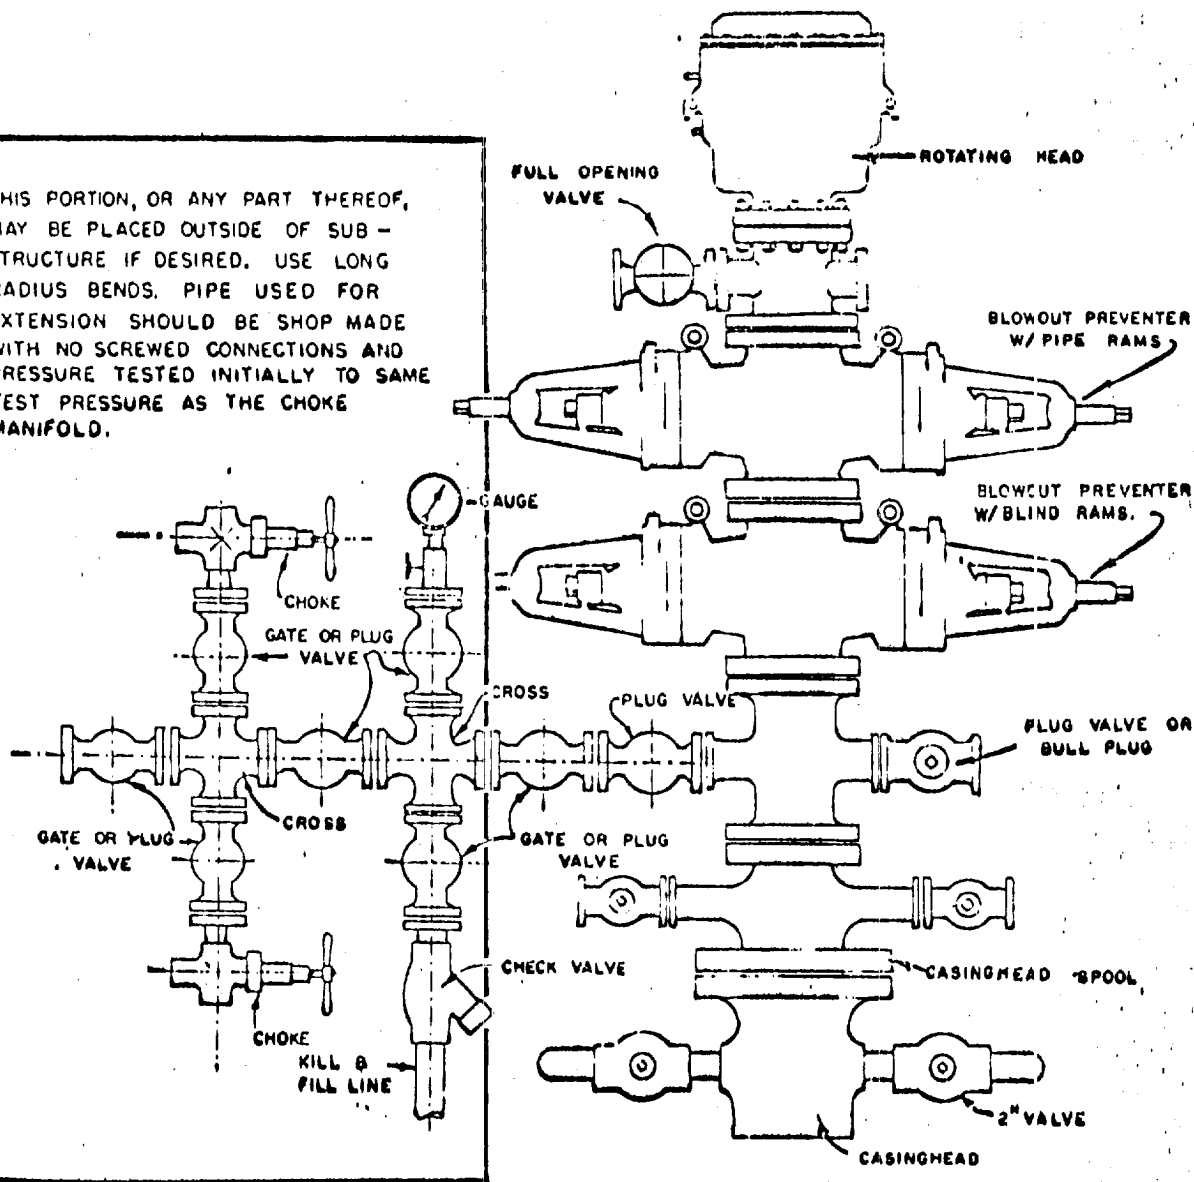 HIS PORTION, OR ANY PART THEREOF,
MAY BE PLACED OUTSIDE OF SUB-
TRUCTURE IF DESIRED. USE LONG
RADIUS BENDS. PIPE USED FOR
EXTENSION SHOULD BE SHOP MADE
WITH NO SCREWED CONNECTIONS AND
PRESSURE TESTED INITIALLY TO SAME
TEST PRESSURE AS THE CHOKE
MANIFOLD.
FULL OPENING
VALVE
ROTATING HEAD
BLOWOUT PREVENTER
W/PIPE RAMS
BLOWOUT PREVENTER
W/BLIND RAMS.
GAUGE
CHOKE
GATE OR PLUG
VALVE
CROSS
PLUG VALVE
PLUG VALVE OR
BULL PLUG
CROSS
GATE OR PLUG
VALVE
GATE OR PLUG
VALVE
CHECK VALVE
CASINGHEAD SPOOL
CHOKE
KILL &
FILL LINE
2" VALVE
CASINGHEAD